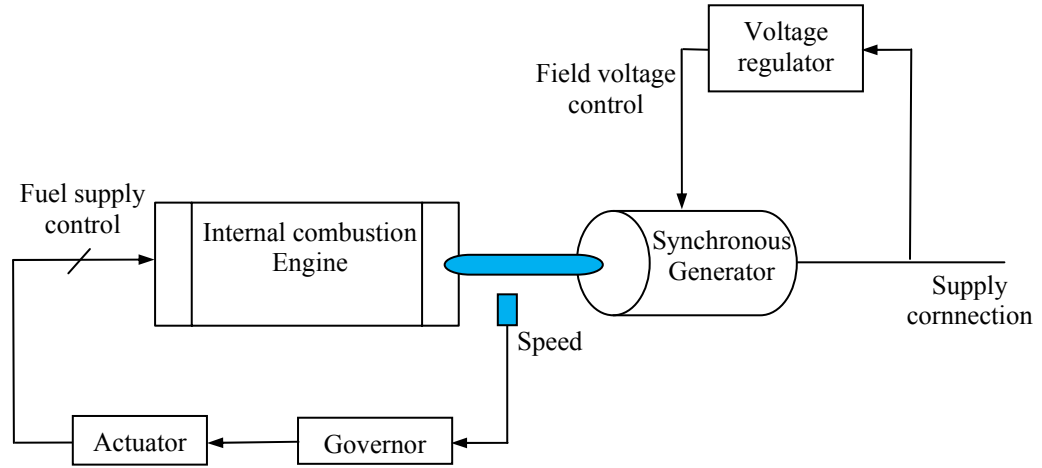 Voltage
regulator
Field voltage
control
Fuel supply
control
Internal combustion
Engine
Synchronous
Generator
Supply
cornnection
Speed
Actuator
Governor